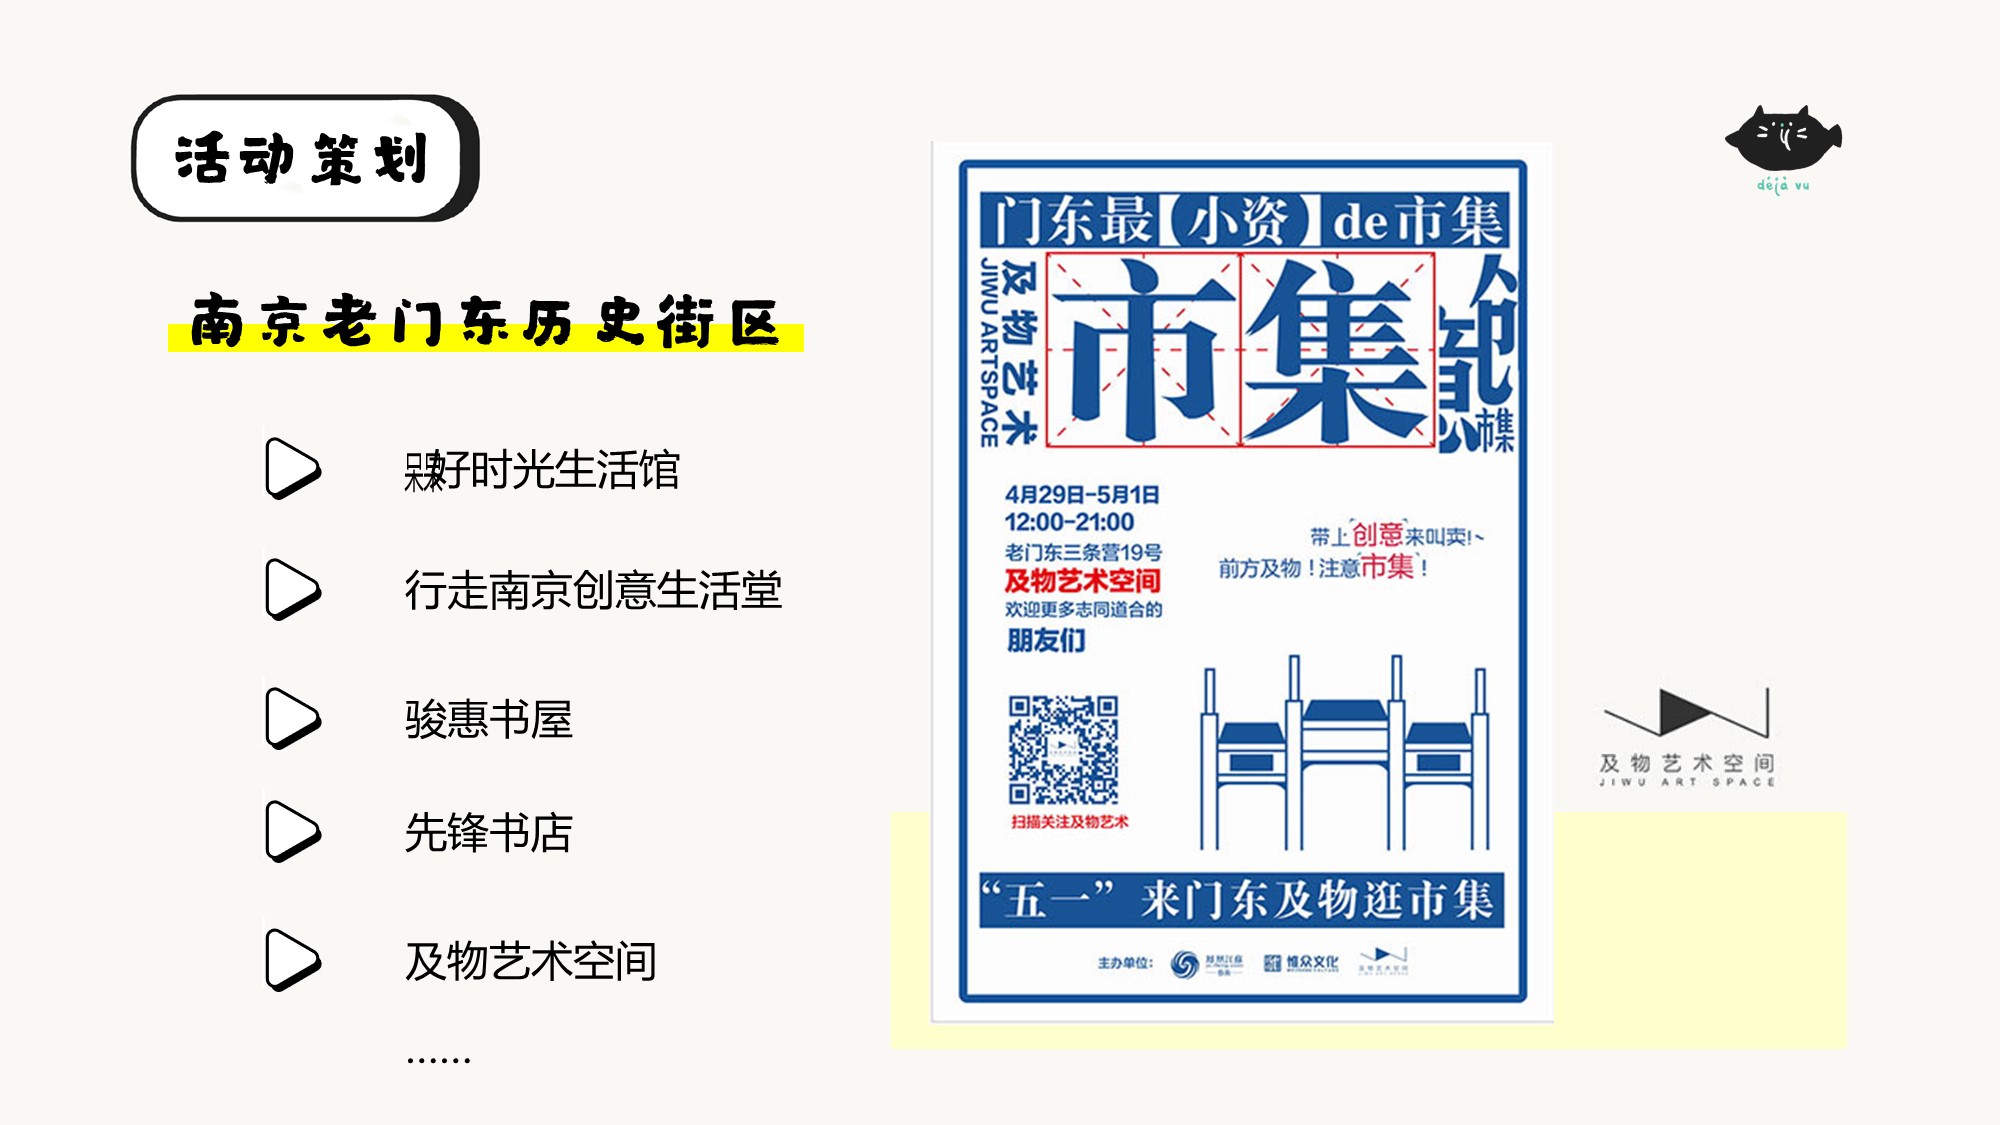 活动策划
déjà vu
南京老门东历史街区
好时光生活馆
行走南京创意生活堂
骏惠书屋
先锋书店
及物艺术空间
......
门东最【小资】de市集
及物艺术
JIWU ARTSPACE
市集
市集
4月29日-5月1日
12:00-21:00
老门东三条营19号
及物艺术空间
欢迎更多志同道合的
朋友们
带上创意来叫卖!~
前方及物！注意市集！
扫描关注及物艺术
“五一” 来门东及物逛市集
主办单位：
惟众文化
及物艺术空间
JIWU ART SPACE